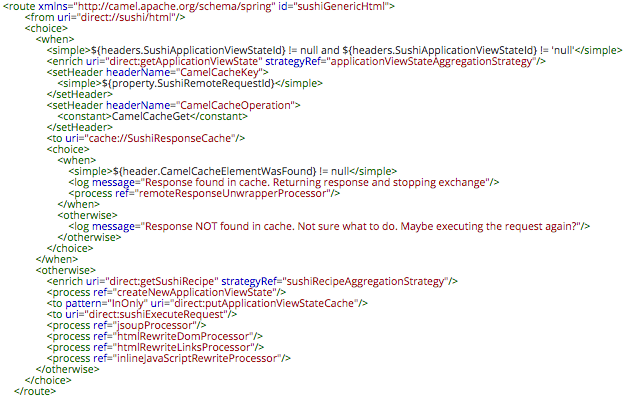 <route xmlns="http://camel.apache.org/schema/spring" id="sushiGenericHtml">
<from uri="direct://sushi/html"/>
<choice>
<when>
<simple>${headers.SushiApplicationViewStateId} != null and ${headers.SushiApplicationViewStateId} != 'null'</simple>
<enrich uri="direct:getApplicationViewState" strategyRef="applicationViewStateAggregationStrategy"/>
<setHeader headerName="CamelCacheKey">
<simple>${property.SushiRemoteRequestId}</simple>
</setHeader>
<setHeader headerName="CamelCacheOperation">
<constant>CamelCacheGet</constant>
</setHeader>
<to uri="cache://SushiResponseCache"/>
<choice>
<when>
<simple>${header.CamelCacheElementWasFound} != null</simple>
<log message="Response found in cache. Returning response and stopping exchange"/>
<process ref="remoteResponseUnwrapperProcessor"/>
</when>
<otherwise>
<log message="Response NOT found in cache. Not sure what to do. Maybe executing the request again?"/>
</otherwise>
</choice>
</when>
<otherwise>
<enrich uri="direct:getSushiRecipe" strategyRef="sushiRecipeAggregationStrategy"/>
<process ref="createNewApplicationViewState"/>
<to pattern="InOnly" uri="direct:putApplicationViewStateCache"/>
<to uri="direct:sushiExecuteRequest"/>
<process ref="jsoupProcessor"/>
<process ref="htmlRewriteDomProcessor"/>
<process ref="htmlRewriteLinksProcessor"/>
<process ref="inlineJavaScriptRewriteProcessor"/>
</otherwise>
</choice>
</route>